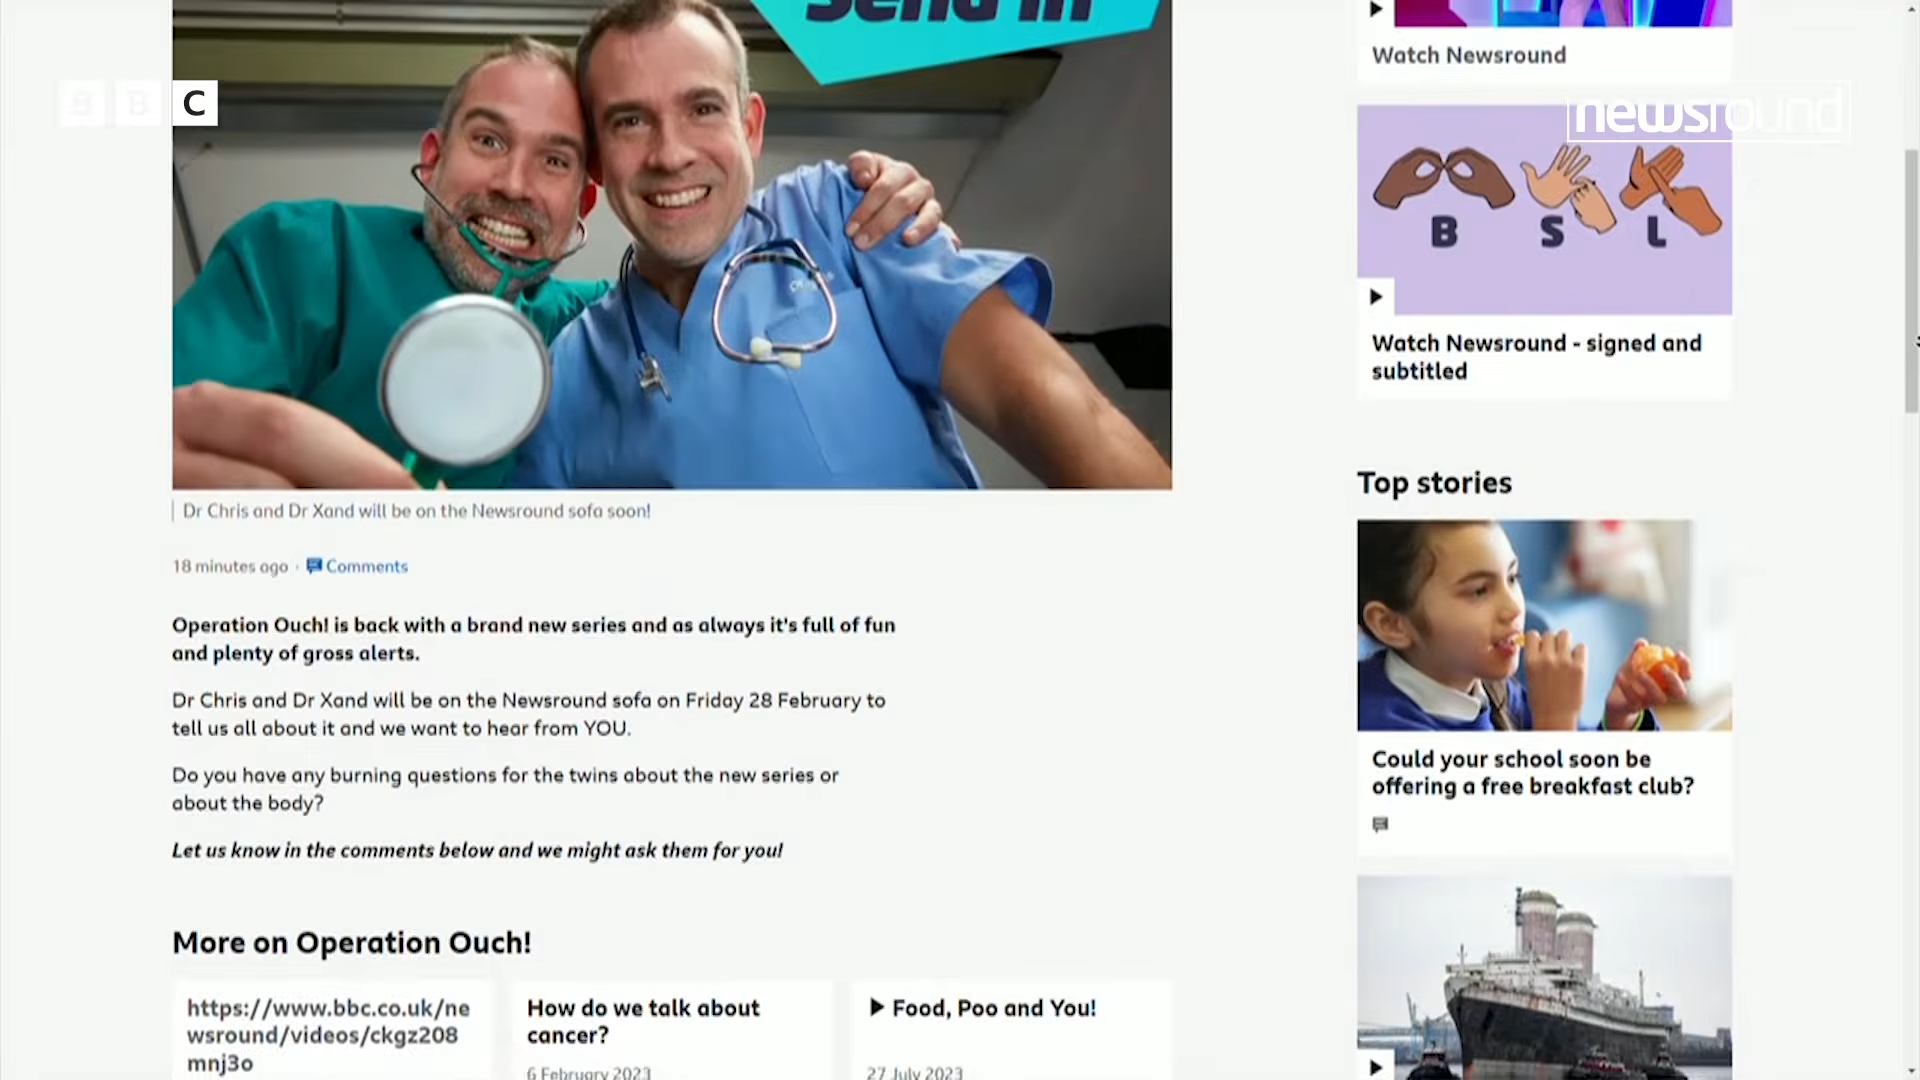 Send in
BBC
Watch Newsround
newsround
B S L
Watch Newsround - signed and
subtitled
Dr Chris and Dr Xand will be on the Newsround sofa soon!
18 minutes ago · Comments
Operation Ouch! is back with a brand new series and as always it's full of fun
and plenty of gross alerts.
Dr Chris and Dr Xand will be on the Newsround sofa on Friday 28 February to
tell us all about it and we want to hear from YOU.
Do you have any burning questions for the twins about the new series or
about the body?
Let us know in the comments below and we might ask them for you!
More on Operation Ouch!
https://www.bbc.co.uk/ne
wsround/videos/ckgz208
mnj3o
How do we talk about
cancer?
6 February 2023
Food, Poo and You!
27 July 2023
Top stories
Could your school soon be
offering a free breakfast club?